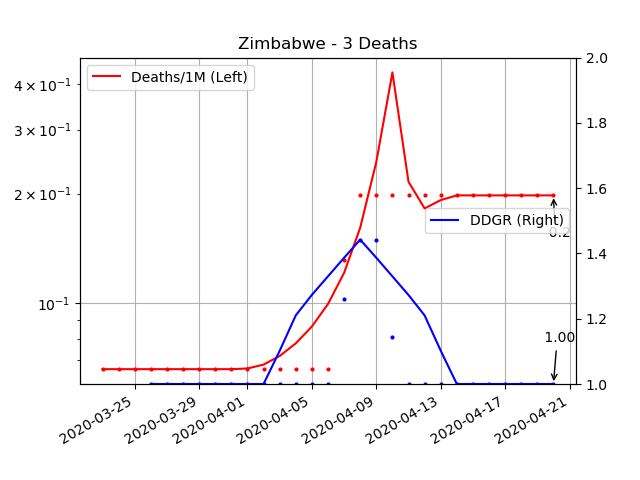 Zimbabwe - 3 Deaths
Deaths/1M (Left)
4 × 10⁻¹
3 × 10⁻¹
2 × 10⁻¹
10⁻¹
2.0
1.8
1.6
1.4
1.2
1.0
DDGR (Right)
0.2
1.00
2020-03-25
2020-03-29
2020-04-01
2020-04-05
2020-04-09
2020-04-13
2020-04-17
2020-04-21